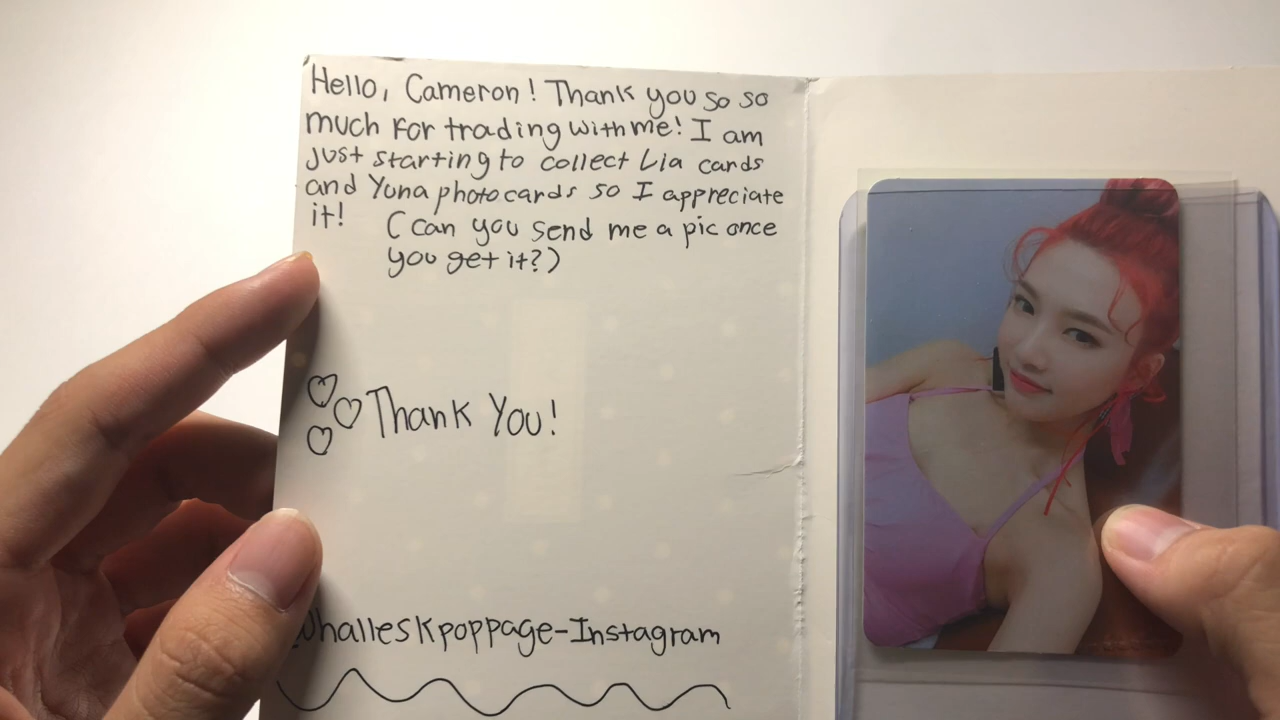 Hello, Cameron! Thank you so so
much for trading with me! I am
just starting to collect Lia cards
and Yuna photocards so I appreciate
it!
(Can you send me a pic once
you get it?)
Thank You!
halleskpoppage-Instagram